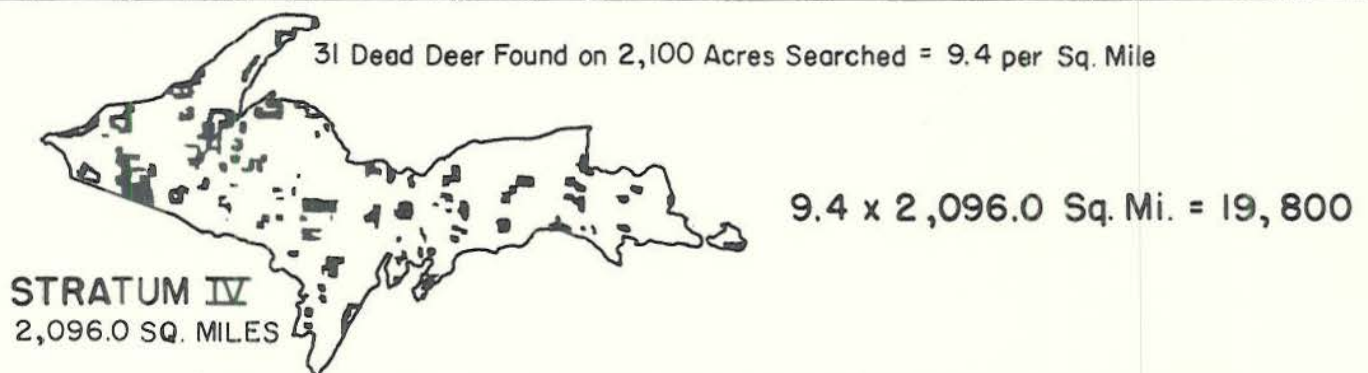 31 Dead Deer Found on 2,100 Acres Searched = 9.4 per Sq. Mile
9.4 x 2,096.0 Sq. Mi. = 19,800
STRATUM IV
2,096.0 SQ. MILES